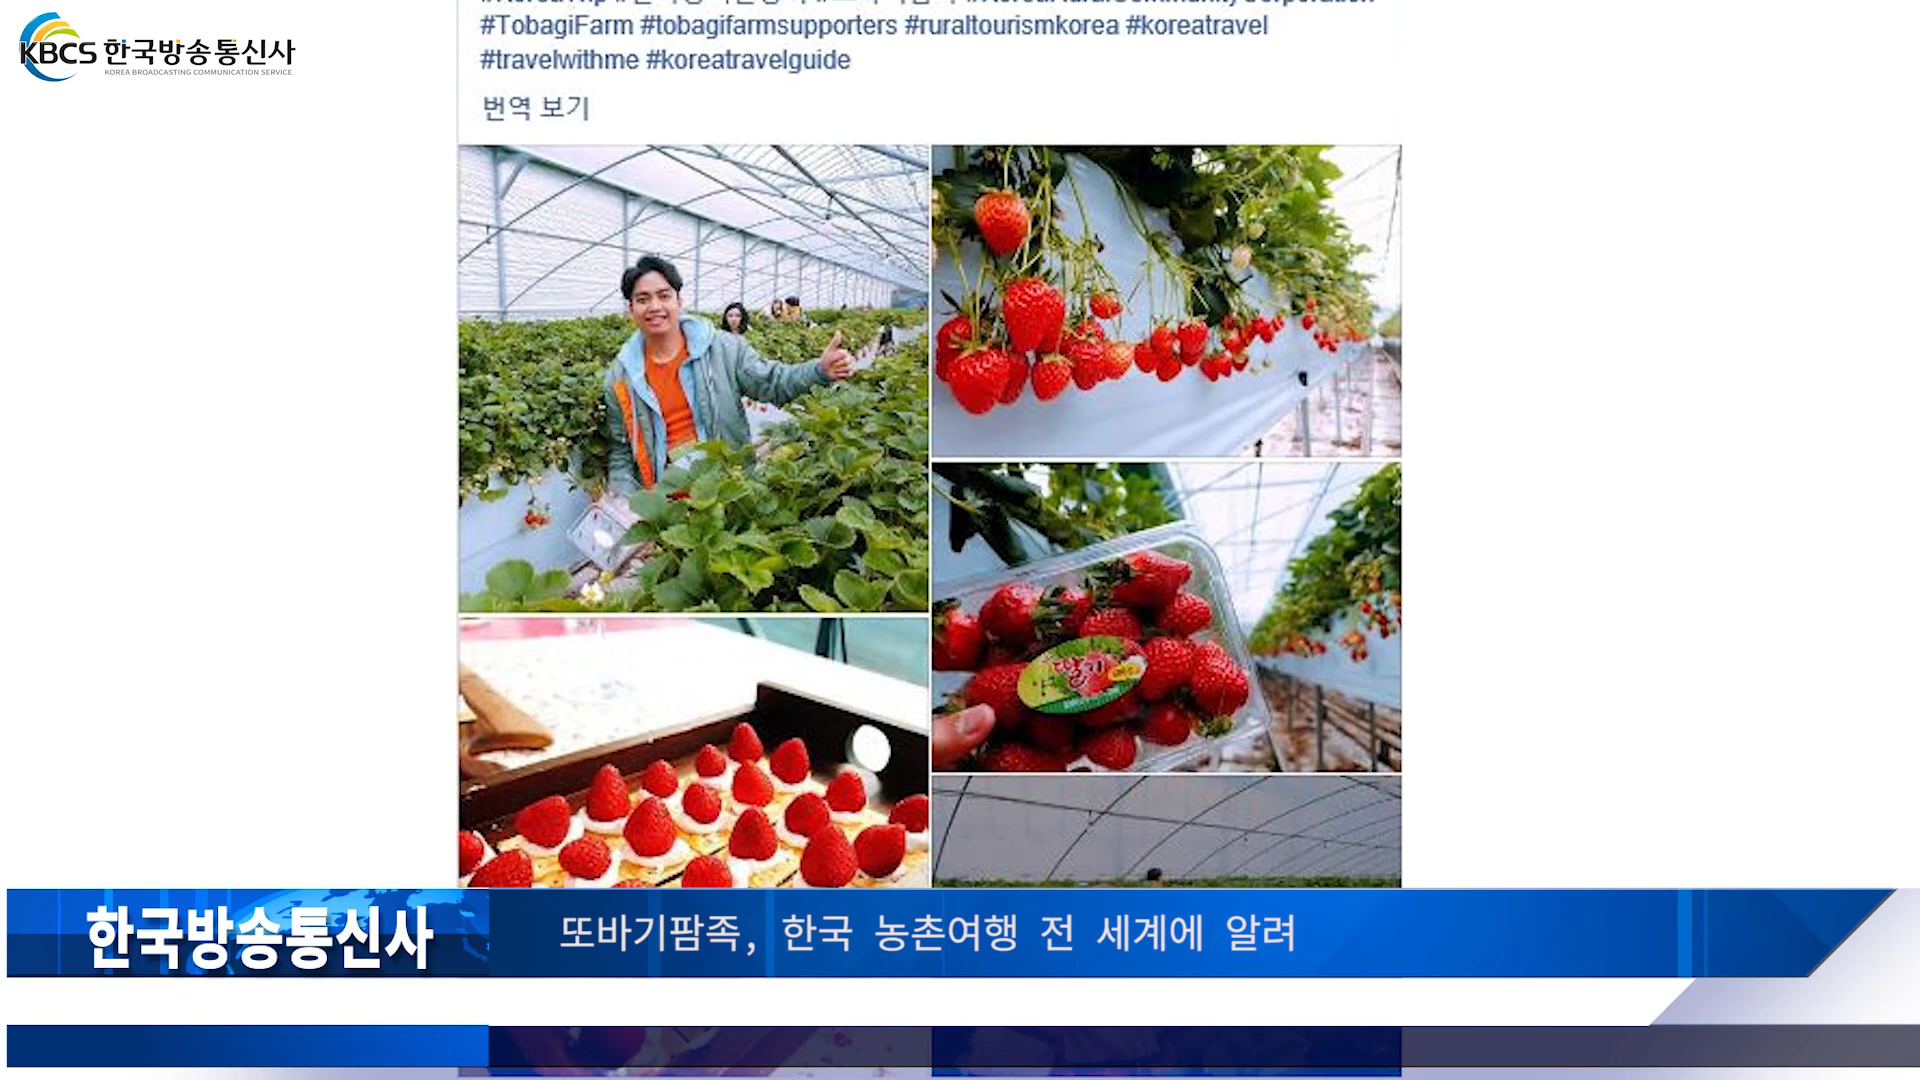 KBCS 한국방송통신사
KOREA BROADCASTING COMMUNICATION SERVICE
#TobagiFarm #tobagifarmsupporters #ruraltourismkorea #koreatravel
#travelwithme #koreatravelguide
번역 보기
딸기
한국방송통신사
또바기팜족, 한국 농촌여행 전 세계에 알려